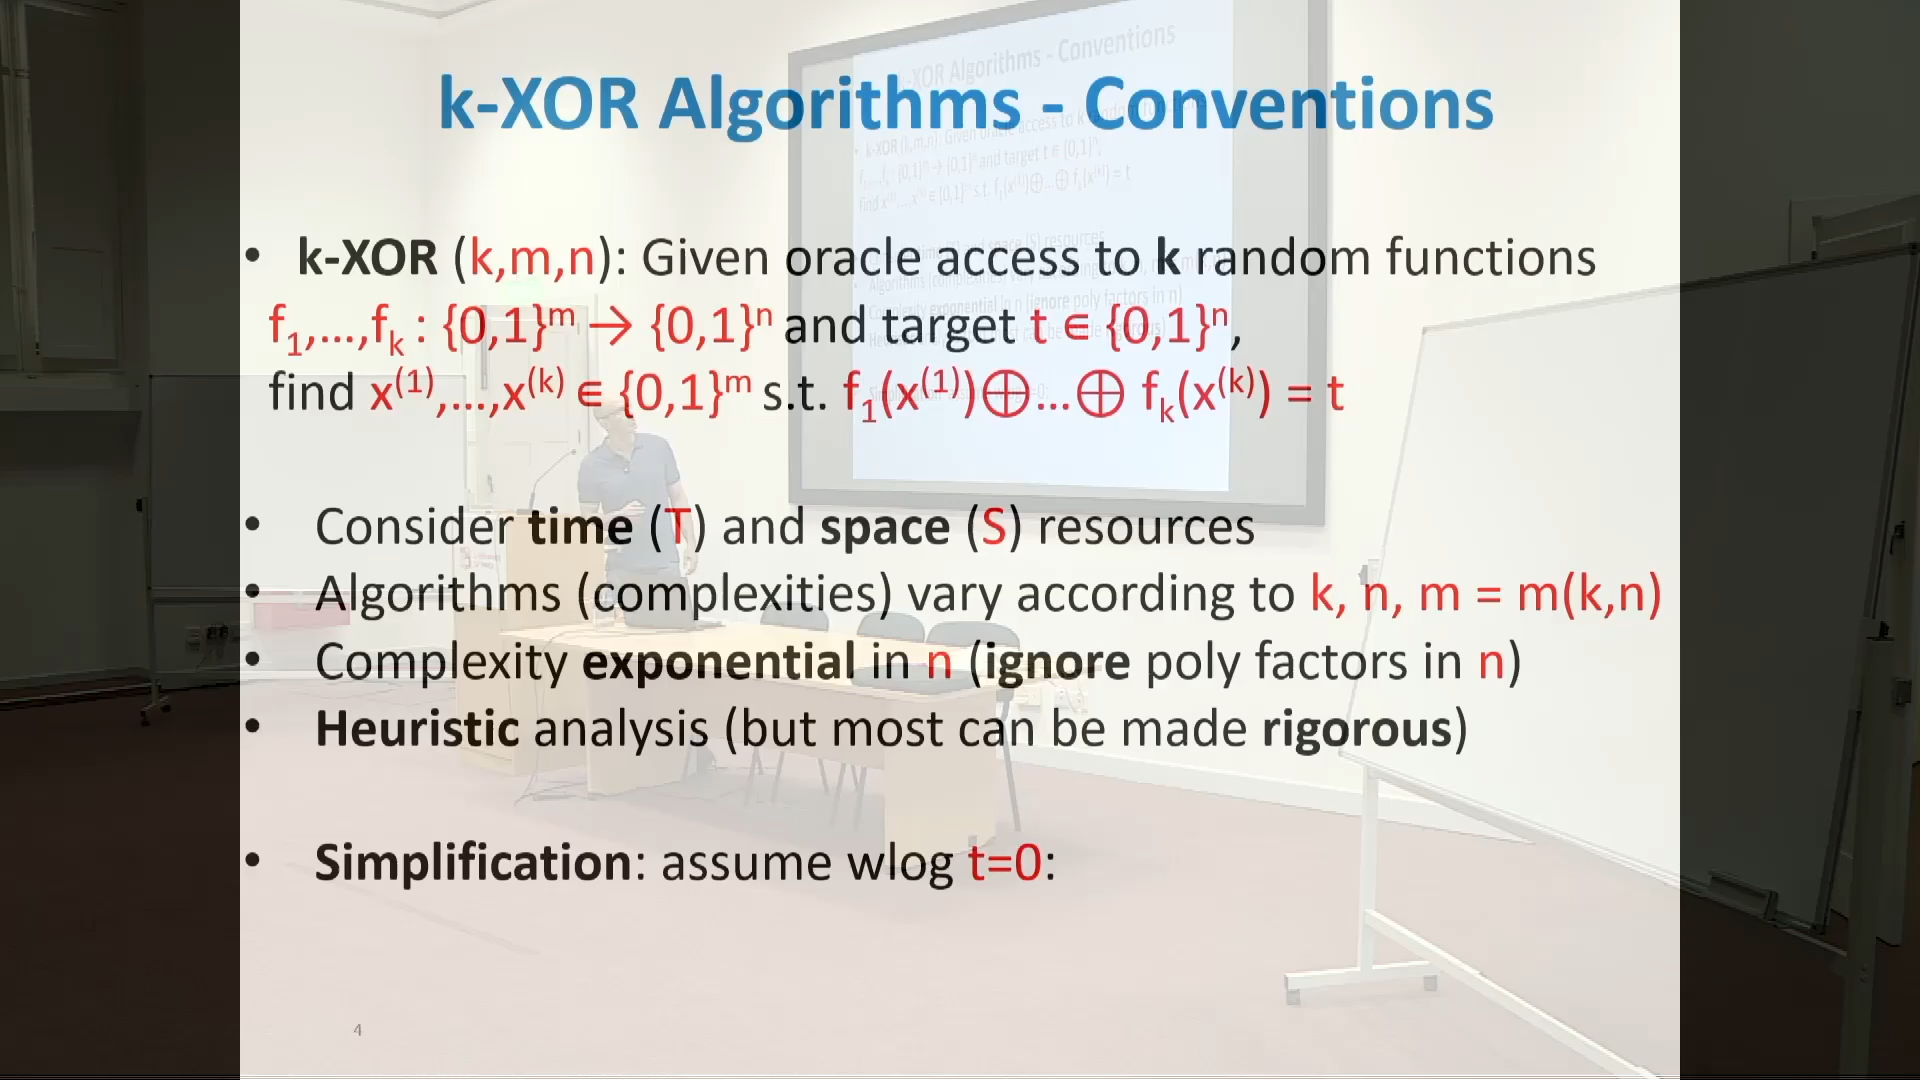 k-XOR Algorithms - Conventions
• k-XOR (k,m,n): Given oracle access to k random functions
f₁,…,fₖ : {0,1}ᵐ → {0,1}ⁿ and target t ∈ {0,1}ⁿ,
find x⁽¹⁾,…,x⁽ᵏ⁾ ∈ {0,1}ᵐ s.t. f₁(x⁽¹⁾)⊕…⊕ fₖ(x⁽ᵏ⁾) = t
• Consider time (T) and space (S) resources
• Algorithms (complexities) vary according to k, n, m = m(k,n)
• Complexity exponential in n (ignore poly factors in n)
• Heuristic analysis (but most can be made rigorous)
• Simplification: assume wlog t=0:
4